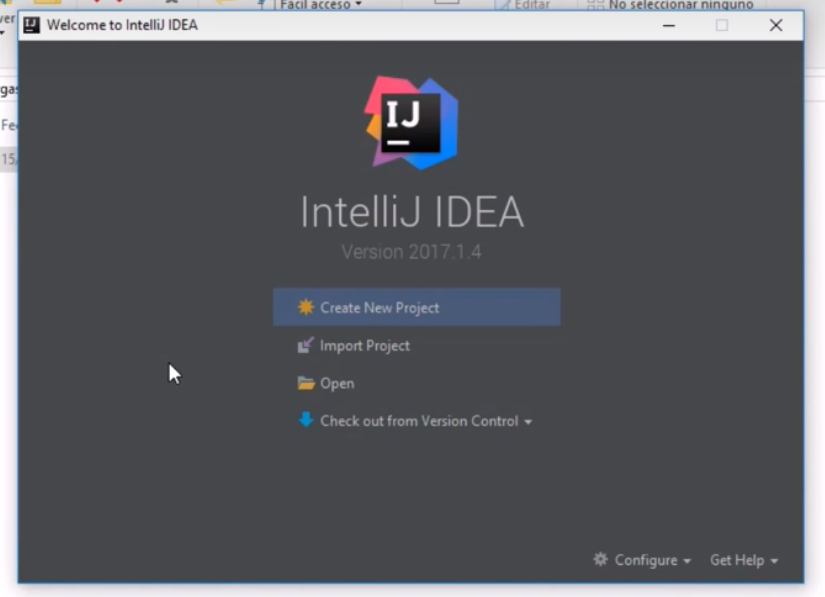 Fácil acceso
Editar
No seleccionar ninguno
Welcome to IntelliJ IDEA
15/
IJ
IntelliJ IDEA
Version 2017.1.4
Create New Project
Import Project
Open
Check out from Version Control
Configure
Get Help